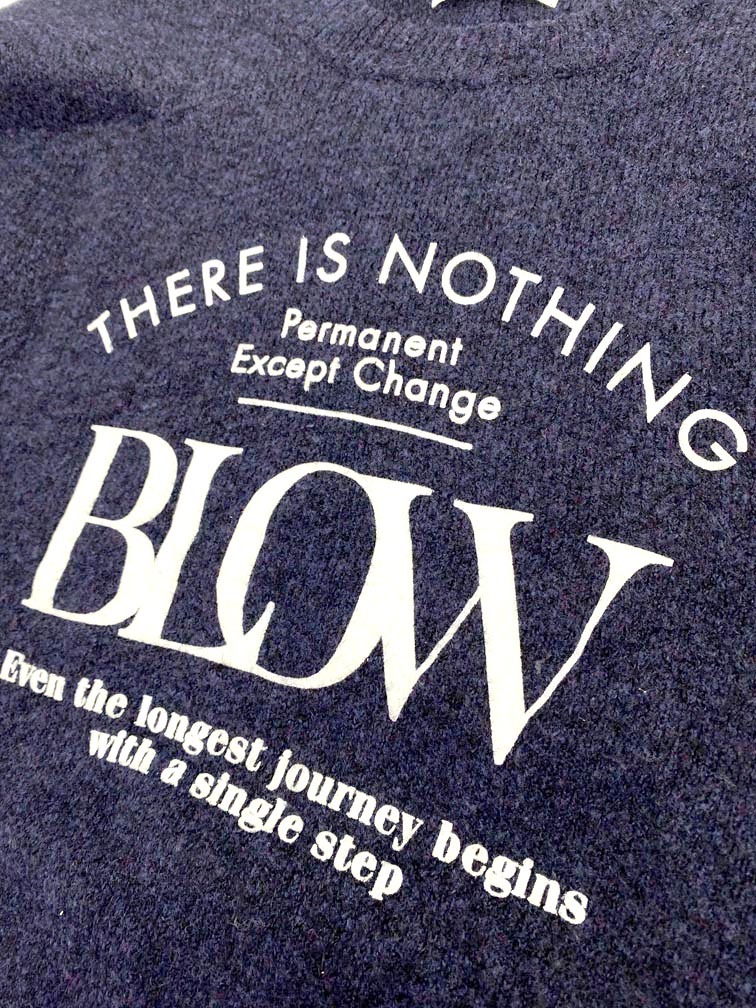 THERE IS NOTHING
Permanent
Except Change
BLOW
Even the longest journey begins
with a single step